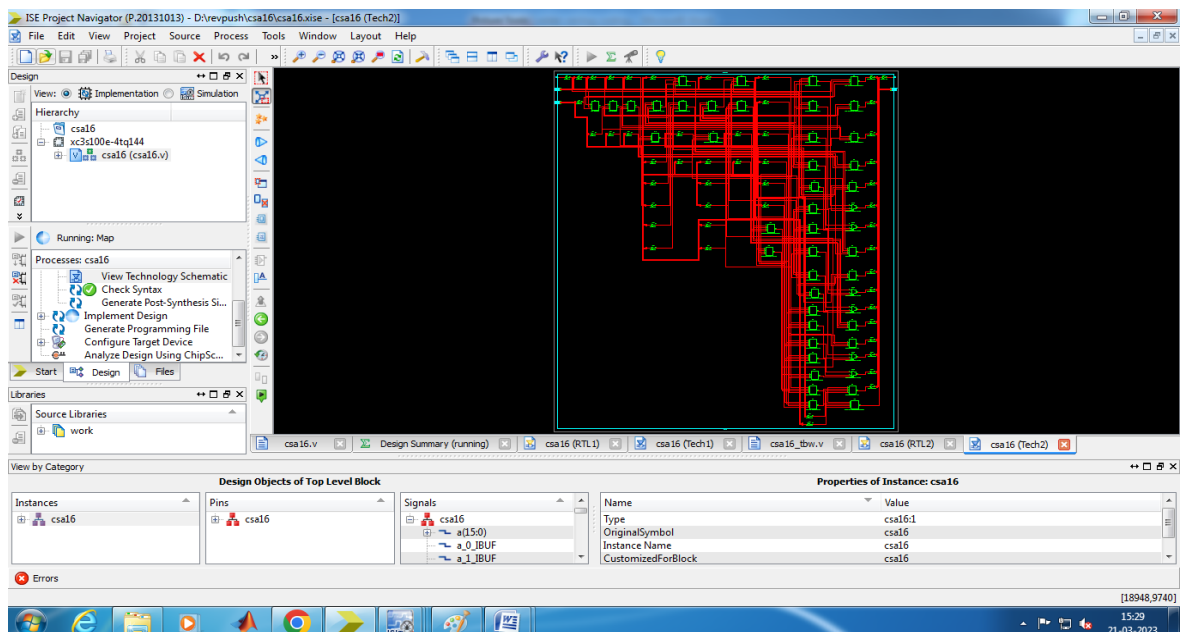 ISE Project Navigator (P.20131013) - D:\revpush\csa16\csa16.xise - [csa16 (Tech2)]
File Edit View Project Source Process Tools Window Layout Help
Design
View: Implementation Simulation
Hierarchy
csa16
xc3s100e-4tq144
csa16 (csa16.v)
Running: Map
Processes: csa16
View Technology Schematic
Check Syntax
Generate Post-Synthesis Si...
Implement Design
Generate Programming File
Configure Target Device
Analyze Design Using ChipSc...
Start Design Files
Libraries
Source Libraries
work
csa16.v Design Summary (running) csa16 (RTL1) csa16 (Tech1) csa16_tbw.v csa16 (RTL2) csa16 (Tech2)
View by Category
Design Objects of Top Level Block Properties of Instance: csa16
Instances Pins Signals Name Value
csa16 csa16 csa16 Type csa16:1
a(15:0) OriginalSymbol csa16
a_0_IBUF Instance Name csa16
a_1_IBUF CustomizedForBlock csa16
Errors
[18948,9740]
15:29
21-03-2023